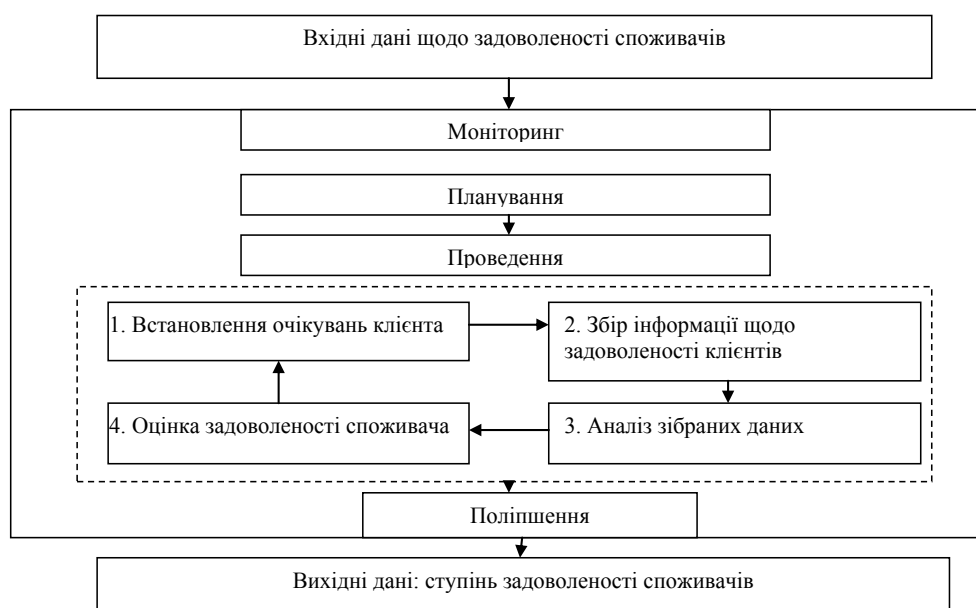 Вхідні дані щодо задоволеності споживачів
Моніторинг
Планування
Проведення
1. Встановлення очікувань клієнта
2. Збір інформації щодо
задоволеності клієнтів
4. Оцінка задоволеності споживача
3. Аналіз зібраних даних
Поліпшення
Вихідні дані: ступінь задоволеності споживачів